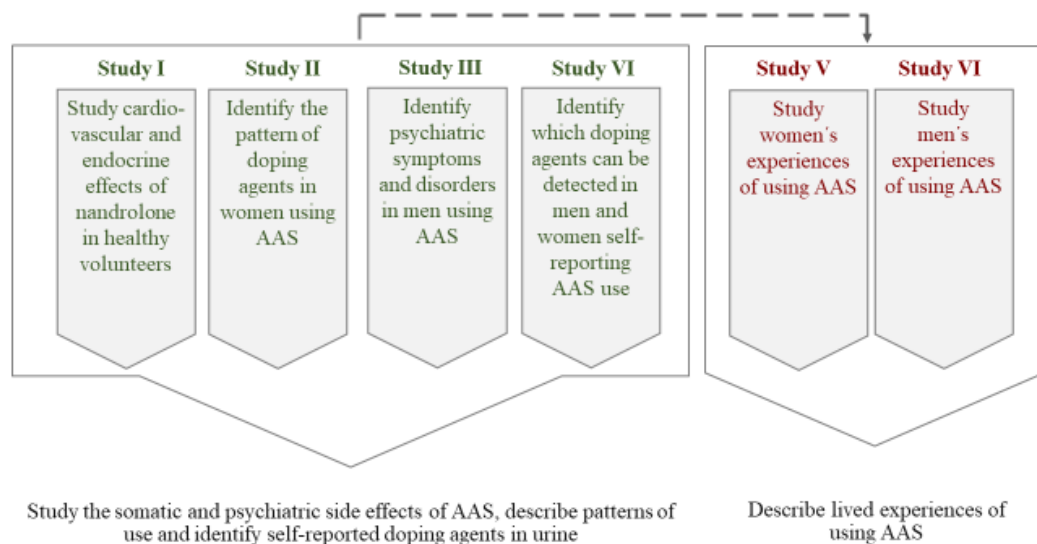 Study I
Study cardio-
vascular and
endocrine
effects of
nandrolone
in healthy
volunteers
Study II
Identify the
pattern of
doping
agents in
women using
AAS
Study III
Identify
psychiatric
symptoms
and disorders
in men using
AAS
Study VI
Identify
which doping
agents can be
detected in
men and
women self-
reporting
AAS use
Study V
Study
women´s
experiences
of using AAS
Study VI
Study
men´s
experiences
of using AAS
Study the somatic and psychiatric side effects of AAS, describe patterns of
use and identify self-reported doping agents in urine
Describe lived experiences of
using AAS